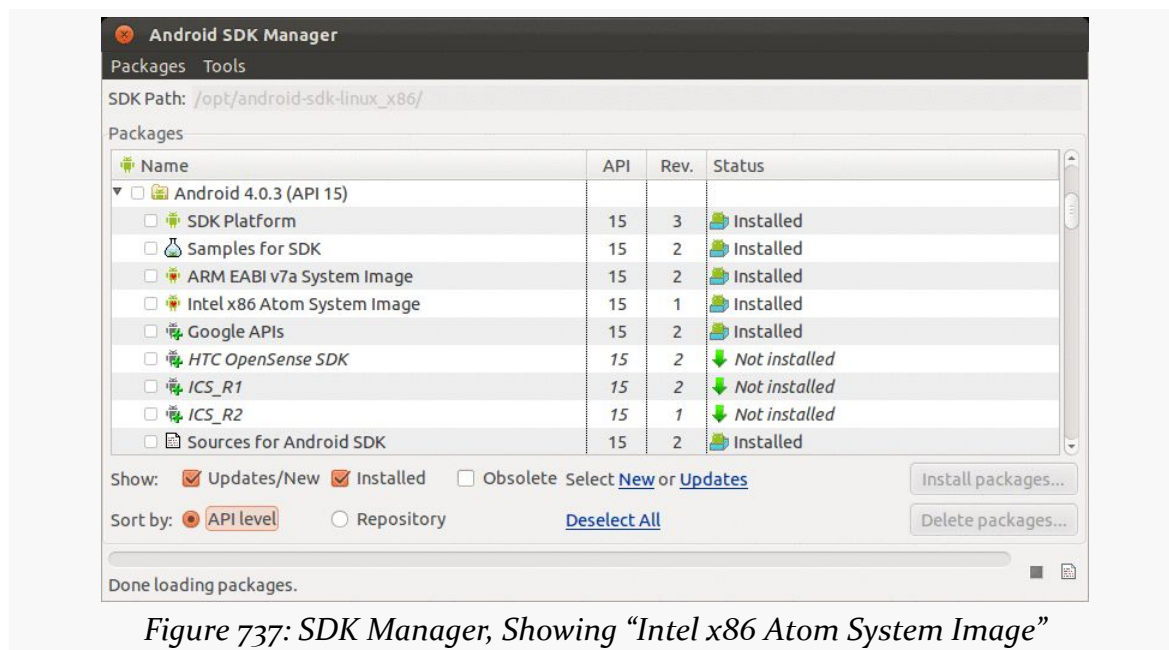 Android SDK Manager
Packages Tools
SDK Path: /opt/android-sdk-linux_x86/
Packages
Name API Rev. Status
Android 4.0.3 (API 15)
SDK Platform 15 3 Installed
Samples for SDK 15 2 Installed
ARM EABI v7a System Image 15 2 Installed
Intel x86 Atom System Image 15 1 Installed
Google APIs 15 2 Installed
HTC OpenSense SDK 15 2 Not installed
ICS_R1 15 2 Not installed
ICS_R2 15 1 Not installed
Sources for Android SDK 15 2 Installed
Show: Updates/New Installed Obsolete Select New or Updates Install packages...
Sort by: API level Repository Deselect All Delete packages...
Done loading packages.
Figure 737: SDK Manager, Showing “Intel x86 Atom System Image”